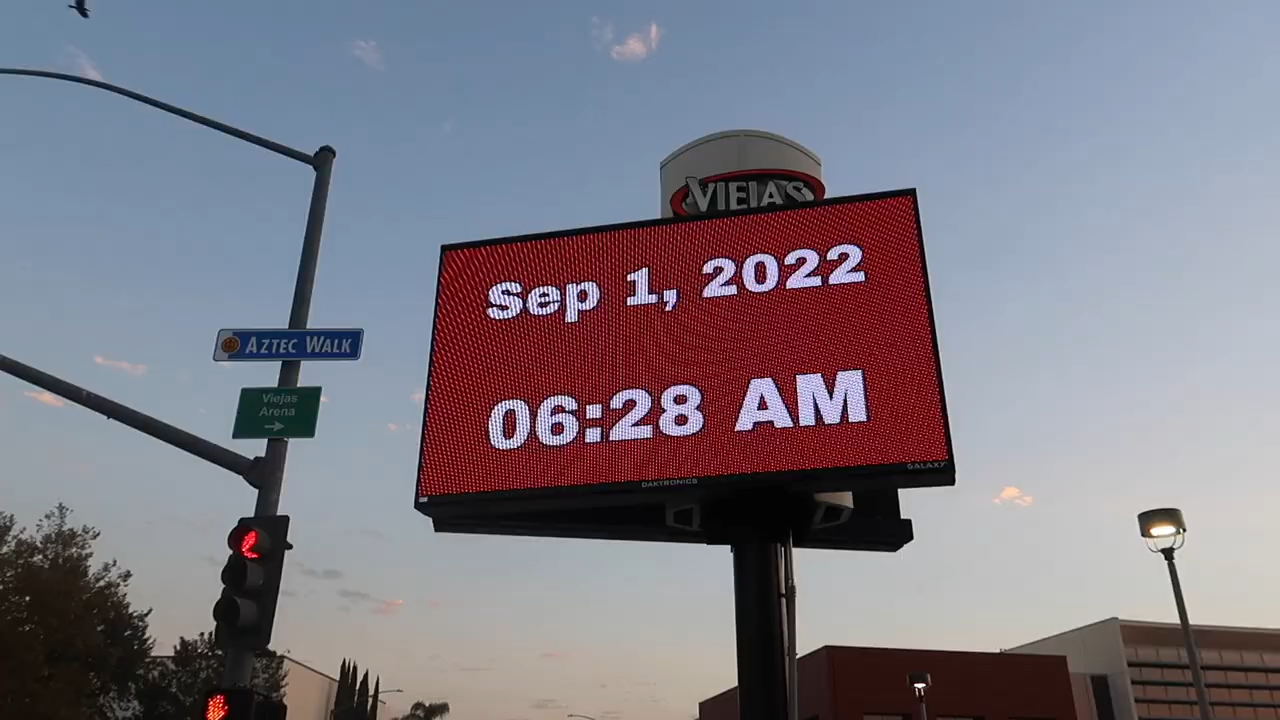 VIEJAS
Sep 1, 2022
06:28 AM
DAKTRONICS
GALAXY
AZTEC WALK
Viejas
Arena